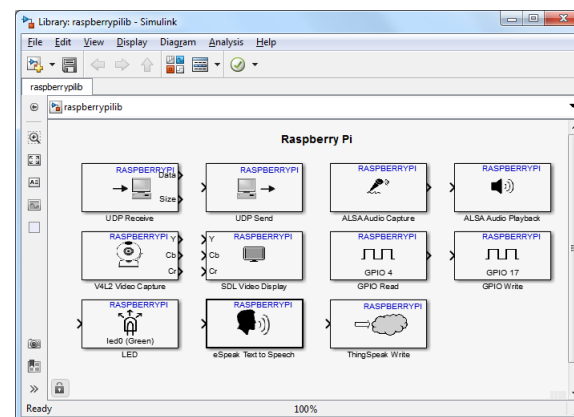 Library: raspberrypilib - Simulink
File Edit View Display Diagram Analysis Help
raspberrypilib
raspberrypilib
Raspberry Pi
RASPBERRYPI
Data
Size
UDP Receive
RASPBERRYPI
UDP Send
RASPBERRYPI
ALSA Audio Capture
RASPBERRYPI
ALSA Audio Playback
RASPBERRYPI
Y
Cb
Cr
V4L2 Video Capture
RASPBERRYPI
Y
Cb
Cr
SDL Video Display
RASPBERRYPI
GPIO 4
GPIO Read
RASPBERRYPI
GPIO 17
GPIO Write
RASPBERRYPI
led0 (Green)
LED
RASPBERRYPI
eSpeak Text to Speech
RASPBERRYPI
ThingSpeak Write
Ready 100%